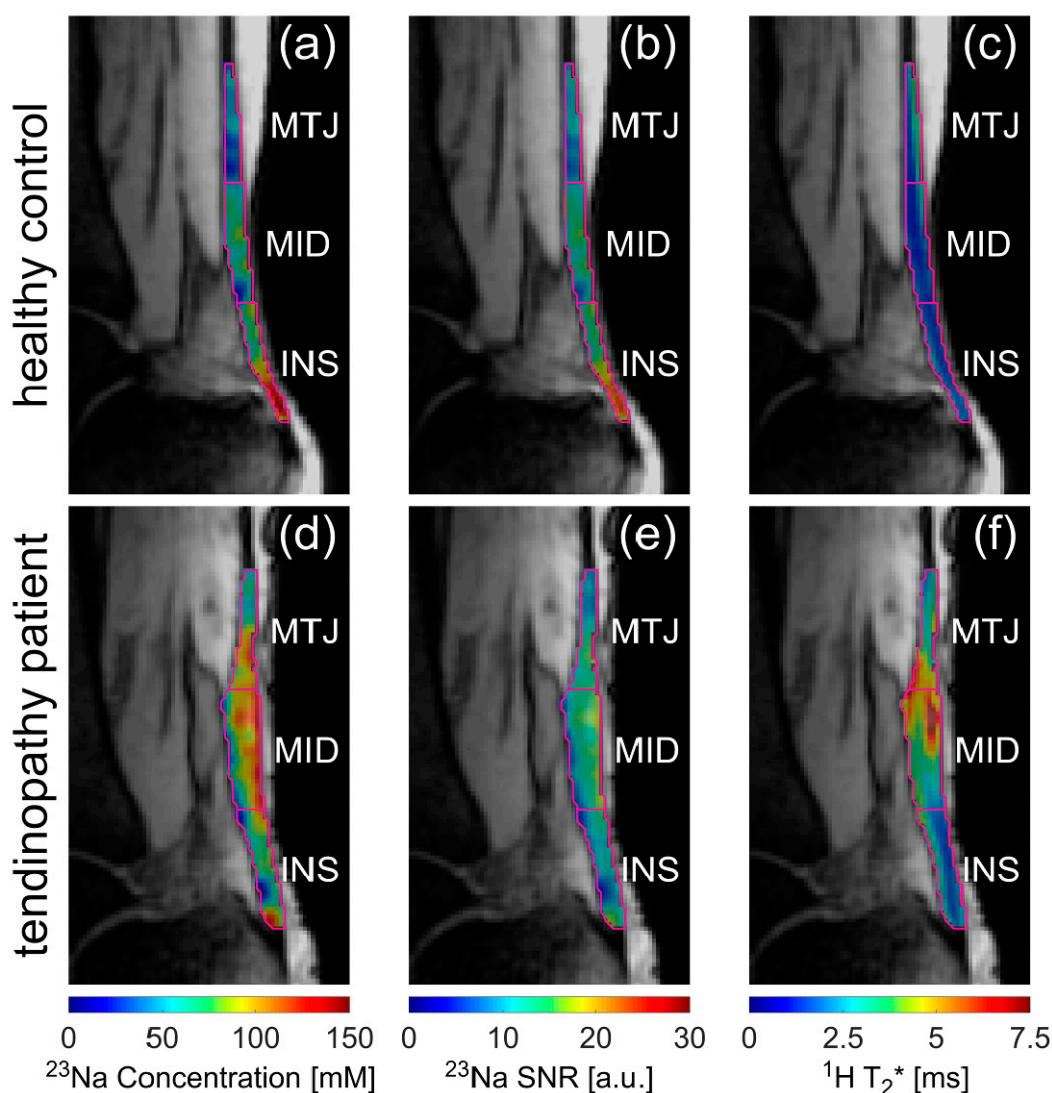 healthy control
(a)
MTJ
MID
INS
(b)
MTJ
MID
INS
(c)
MTJ
MID
INS
tendinopathy patient
(d)
MTJ
MID
INS
(e)
MTJ
MID
INS
(f)
MTJ
MID
INS
0 50 100 150
²³Na Concentration [mM]
0 10 20 30
²³Na SNR [a.u.]
0 2.5 5 7.5
¹H T₂* [ms]